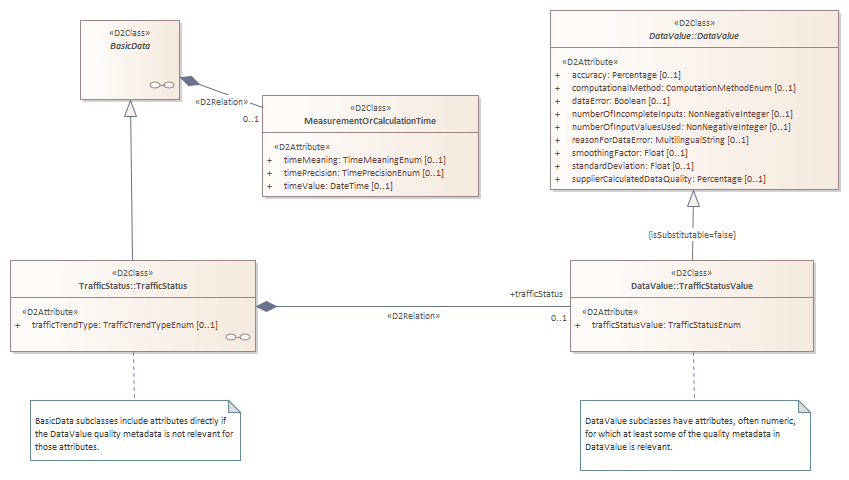 «D2Class»
BasicData
«D2Relation»
0..1
«D2Class»
MeasurementOrCalculationTime
«D2Attribute»
+ timeMeaning: TimeMeaningEnum [0..1]
+ timePrecision: TimePrecisionEnum [0..1]
+ timeValue: DateTime [0..1]
«D2Class»
DataValue::DataValue
«D2Attribute»
+ accuracy: Percentage [0..1]
+ computationalMethod: ComputationMethodEnum [0..1]
+ dataError: Boolean [0..1]
+ numberOfIncompleteInputs: NonNegativeInteger [0..1]
+ numberOfInputValuesUsed: NonNegativeInteger [0..1]
+ reasonForDataError: MultilingualString [0..1]
+ smoothingFactor: Float [0..1]
+ standardDeviation: Float [0..1]
+ supplierCalculatedDataQuality: Percentage [0..1]
{isSubstitutable=false}
«D2Class»
TrafficStatus::TrafficStatus
«D2Attribute»
+ trafficTrendType: TrafficTrendTypeEnum [0..1]
+trafficStatus
«D2Relation»
0..1
«D2Class»
DataValue::TrafficStatusValue
«D2Attribute»
+ trafficStatusValue: TrafficStatusEnum
BasicData subclasses include attributes directly if
the DataValue quality metadata is not relevant for
those attributes.
DataValue subclasses have attributes, often numeric,
for which at least some of the quality metadata in
DataValue is relevant.